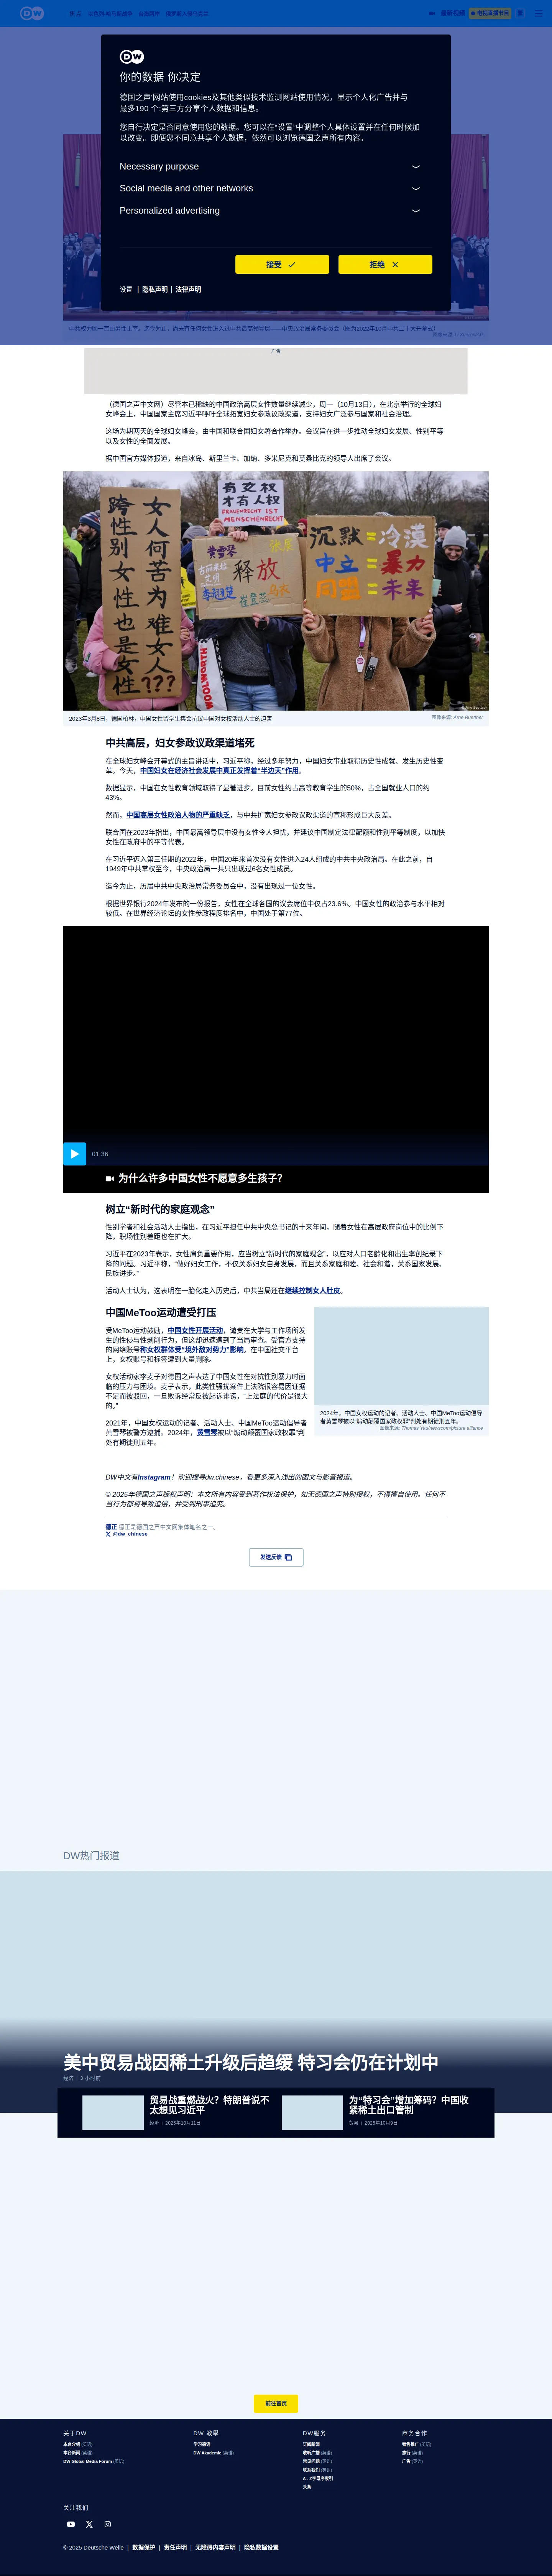 DW
最新视频
电视直播节目
DW
你的数据 你决定
德国之声‘网站使用cookies及其他类似技术监测网站使用情况，显示个人化广告并与
最多190 个;第三方分享个人数据和信息。
您自行决定是否同意使用您的数据。您可以在“设置”中调整个人具体设置并在任何时候加
以改变。即便您不同意共享个人数据，依然可以浏览德国之声所有内容。
Necessary purpose
Social media and other networks
Personalized advertising
接受
拒绝
设置 | 隐私声明 | 法律声明
中共权力阁一直由男性主宰。迄今为止，尚未有任何女性进入过中共最高领导层——中央政治局常务委员会（图为2022年10月中共二十大开幕式）
广告
（德国之声中文网）尽管本已稀缺的中国政治高层女性数量继续减少，周一（10月13日），在北京举行的全球妇
女峰会上，中国国家主席习近平呼吁全球拓宽妇女参政议政渠道，支持妇女广泛参与国家和社会治理。
这场为期两天的全球妇女峰会，由中国和联合国妇女署合作举办。会议旨在进一步推动全球妇女发展、性别平等
以及女性的全面发展。
据中国官方媒体报道，来自冰岛、斯里兰卡、加纳、多米尼克和莫桑比克的领导人出席了会议。
跨性别女性也是女性
女人何苦为难女人???
有芝权
才有人权
FRAUENRECHT IST
MENSCHENRECHT
黄雪琴
张展
释放
李翘楚
崔景芝
WOOLWORTH
沉默=冷漠
中立=暴力
同盟=未来
2023年3月8日，德国柏林，中国女性留学生集会抗议中国对女权活动人士的迫害
图像来源: Arne Buettner
中共高层，妇女参政议政渠道堵死
在全球妇女峰会开幕式的主旨讲话中，习近平称，经过多年努力，中国妇女事业取得历史性成就、发生历史性变
革。今天，中国妇女在经济社会发展中真正发挥着“半边天”作用。
数据显示，中国在女性教育领域取得了显著进步。目前女性约占高等教育学生的50%，占全国就业人口的约
43%。
然而，中国高层女性政治人物的严重缺乏，与中共扩宽妇女参政议政渠道的宣称形成巨大反差。
联合国在2023年指出，中国最高领导层中没有女性令人担忧，并建议中国制定法律配额和性别平等制度，以加快
女性在政府中的平等代表。
在习近平迈入第三任期的2022年，中国20年来首次没有女性进入24人组成的中共中央政治局。在此之前，自
1949年中共掌权至今，中央政治局一共只出现过6名女性成员。
迄今为止，历届中共中央政治局常务委员会中，没有出现过一位女性。
根据世界银行2024年发布的一份报告，女性在全球各国的议会席位中仅占23.6%。中国女性的政治参与水平相对
较低。在世界经济论坛的女性参政程度排名中，中国处于第77位。
01:36
为什么许多中国女性不愿意多生孩子？
树立“新时代的家庭观念”
性别学者和社会活动人士指出，在习近平担任中共中央总书记的十来年间，随着女性在高层政府岗位中的比例下
降，职场性别差距也在扩大。
习近平在2023年表示，女性肩负重要作用，应当树立“新时代的家庭观念”，以应对人口老龄化和出生率创纪录下
降的问题。习近平称，“做好妇女工作，不仅关系妇女自身发展，而且关系家庭和睦、社会和谐，关系国家发展、
民族进步。”
活动人士认为，这表明在一胎化走入历史后，中共当局还在继续控制女人肚皮。
中国MeToo运动遭受打压
受MeToo运动鼓励，中国女性开展活动，谴责在大学与工作场所发
生的性侵与性剥削行为，但这却迅速遭到了当局审查。受官方支持
的网络账号称女权群体受“境外敌对势力”影响。在中国社交平台
上，女权账号和标签遭到大量删除。
女权活动家李麦子对德国之声表达了中国女性在对抗性别暴力时面
临的压力与困境。麦子表示，此类性骚扰案件上法院很容易因证据
不足而被驳回，一旦败诉经常反被起诉诽谤，“上法庭的代价是很大
的。”
2021年，中国女权运动的记者、活动人士、中国MeToo运动倡导者
黄雪琴被警方逮捕。2024年，黄雪琴被以“煽动颠覆国家政权罪”判
处有期徒刑五年。
2024年，中国女权运动的记者、活动人士、中国MeToo运动倡导
者黄雪琴被以“煽动颠覆国家政权罪”判处有期徒刑五年。
图像来源: Thomas Yau/newscom/picture alliance
DW中文有Instagram！欢迎搜寻dw.chinese，看更多深入浅出的图文与影音报道。
© 2025年德国之声版权声明：本文所有内容受到著作权法保护，如无德国之声特别授权，不得擅自使用。任何不
当行为都将导致追偿，并受到刑事追究。
德正 德正是德国之声中文网集体笔名之一。
@dw_chinese
发送反馈
DW热门报道
美中贸易战因稀土升级后趋缓 特习会仍在计划中
经济 | 3 小时前
贸易战重燃战火？特朗普说不
太想见习近平
经济 | 2025年10月11日
为“特习会”增加筹码？中国收
紧稀土出口管制
贸易 | 2025年10月9日
前往首页
关于DW
本台介绍 (英语)
本台新闻 (英语)
DW Global Media Forum (英语)
DW 教學
学习德语
DW Akademie (英语)
DW服务
订阅新闻
收听广播 (英语)
常见问题 (英语)
联系我们 (英语)
A - Z字母序索引
头条
商务合作
销售推广 (英语)
旅行 (英语)
广告 (英语)
关注我们
© 2025 Deutsche Welle | 数据保护 | 责任声明 | 无障碍内容声明 | 隐私数据设置